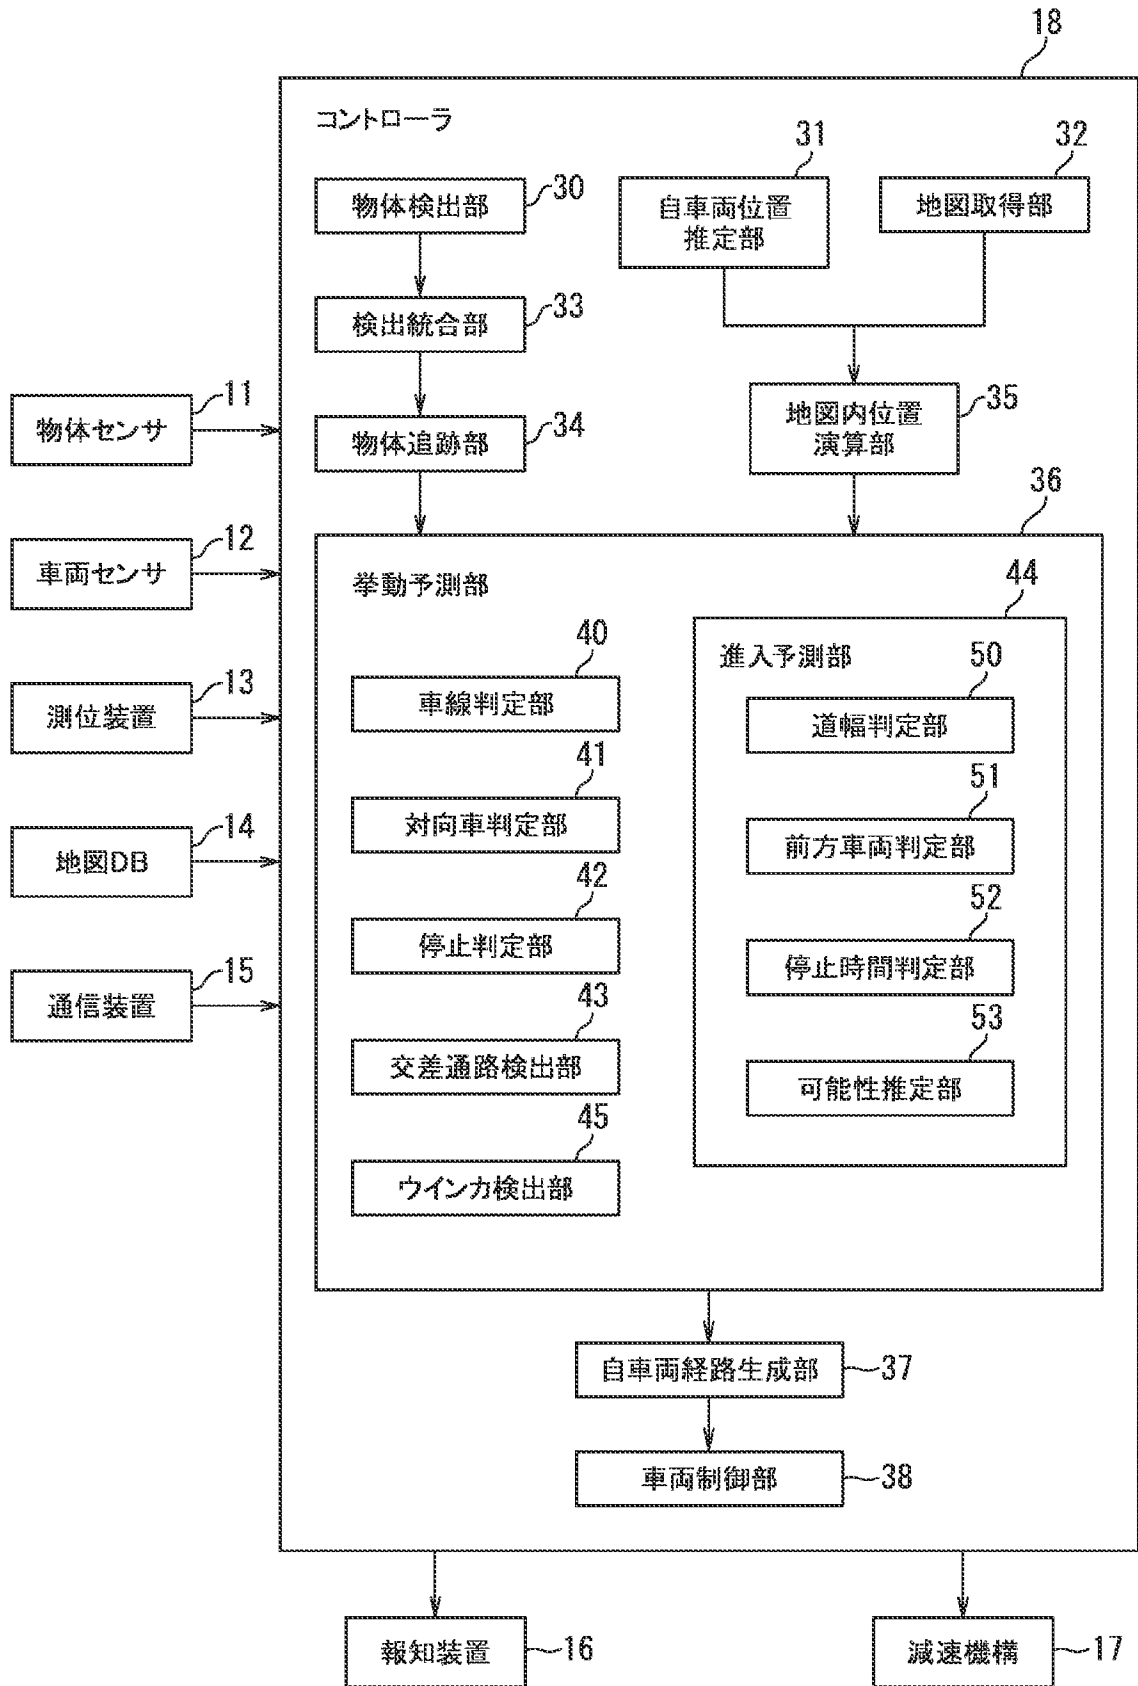 18
コントローラ
31
32
物体検出部
30
自車両位置
推定部
地図取得部
検出統合部
33
物体センサ
11
物体追跡部
34
地図内位置
演算部
35
36
車両センサ
12
挙動予測部
44
進入予測部
40
車線判定部
50
道幅判定部
測位装置
13
41
対向車判定部
51
前方車両判定部
地図DB
14
42
停止判定部
52
停止時間判定部
通信装置
15
43
交差通路検出部
53
可能性推定部
45
ウインカ検出部
自車両経路生成部
37
車両制御部
38
報知装置
16
減速機構
17